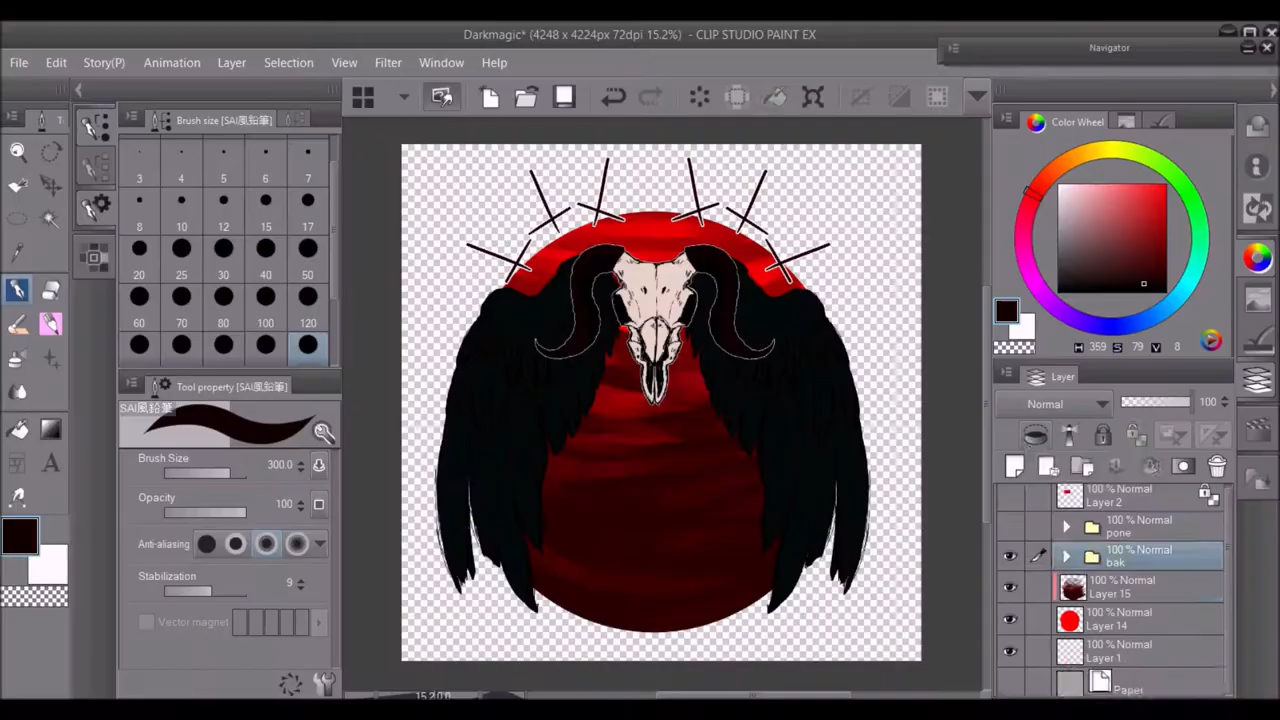 Darkmagic* (4248 x 4224px 72dpi 15.2%) - CLIP STUDIO PAINT EX
Navigator
File Edit Story(P) Animation Layer Selection View Filter Window Help
Brush size [SAI風鉛筆]
Color Wheel
3 4 5 6 7
8 10 12 15 17
20 25 30 40 50
60 70 80 100 120
Tool property [SAI風鉛筆]
SAI風鉛筆
Brush Size 300.0
Opacity 100
Anti-aliasing
Stabilization 9
Vector magnet
H 359 S 79 V 8
Layer
Normal 100
100 % Normal
Layer 2
100 % Normal
pone
100 % Normal
bak
100 % Normal
Layer 15
100 % Normal
Layer 14
100 % Normal
Layer 1
Paper